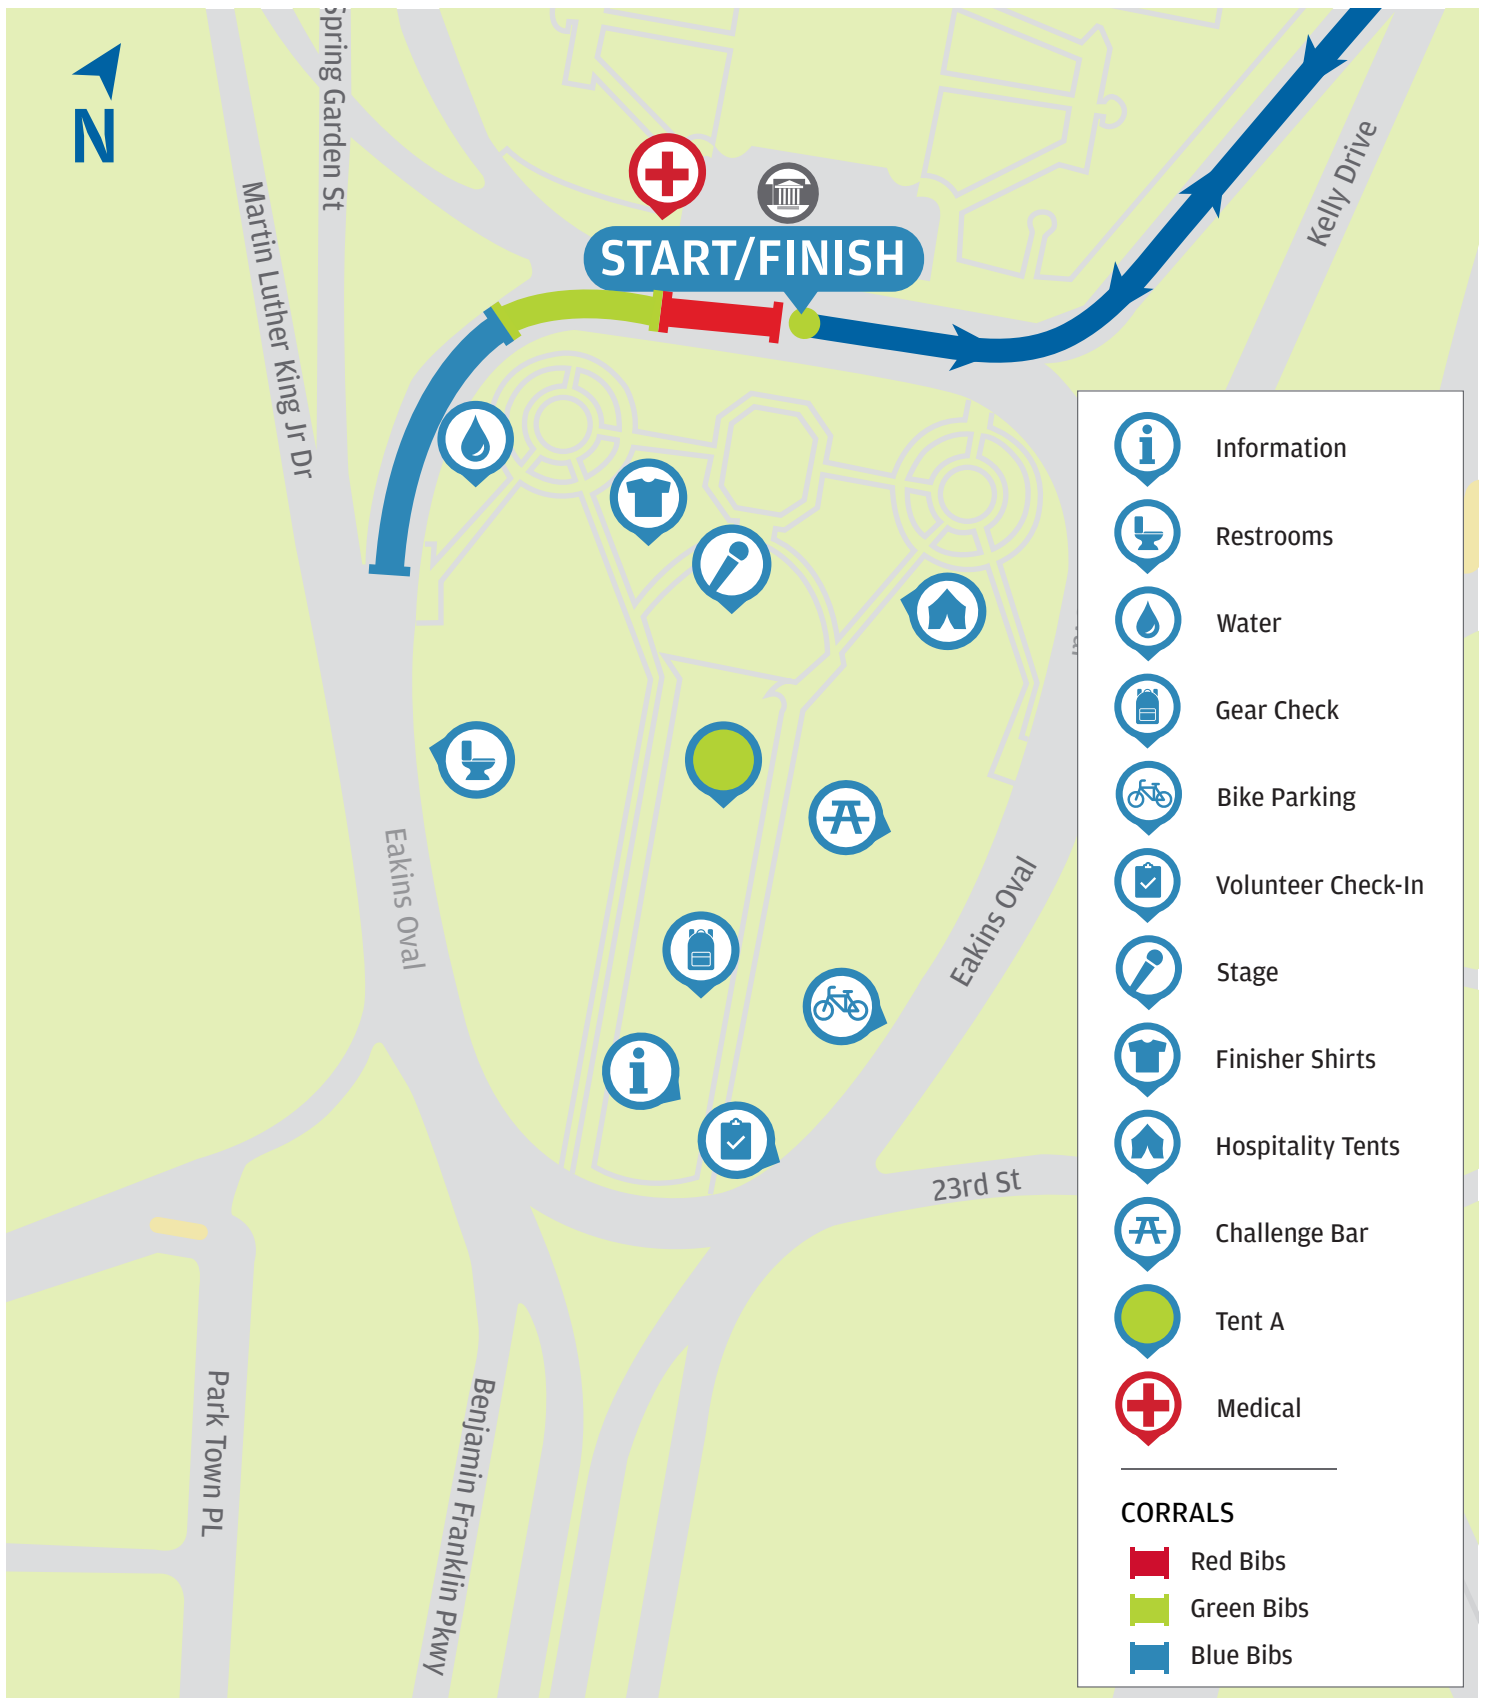 N
Spring Garden St
Martin Luther King Jr Dr
START/FINISH
Kelly Drive
Eakins Oval
Eakins Oval
23rd St
Park Town PL
Benjamin Franklin Pkwy
Information
Restrooms
Water
Gear Check
Bike Parking
Volunteer Check-In
Stage
Finisher Shirts
Hospitality Tents
Challenge Bar
Tent A
Medical
CORRALS
Red Bibs
Green Bibs
Blue Bibs